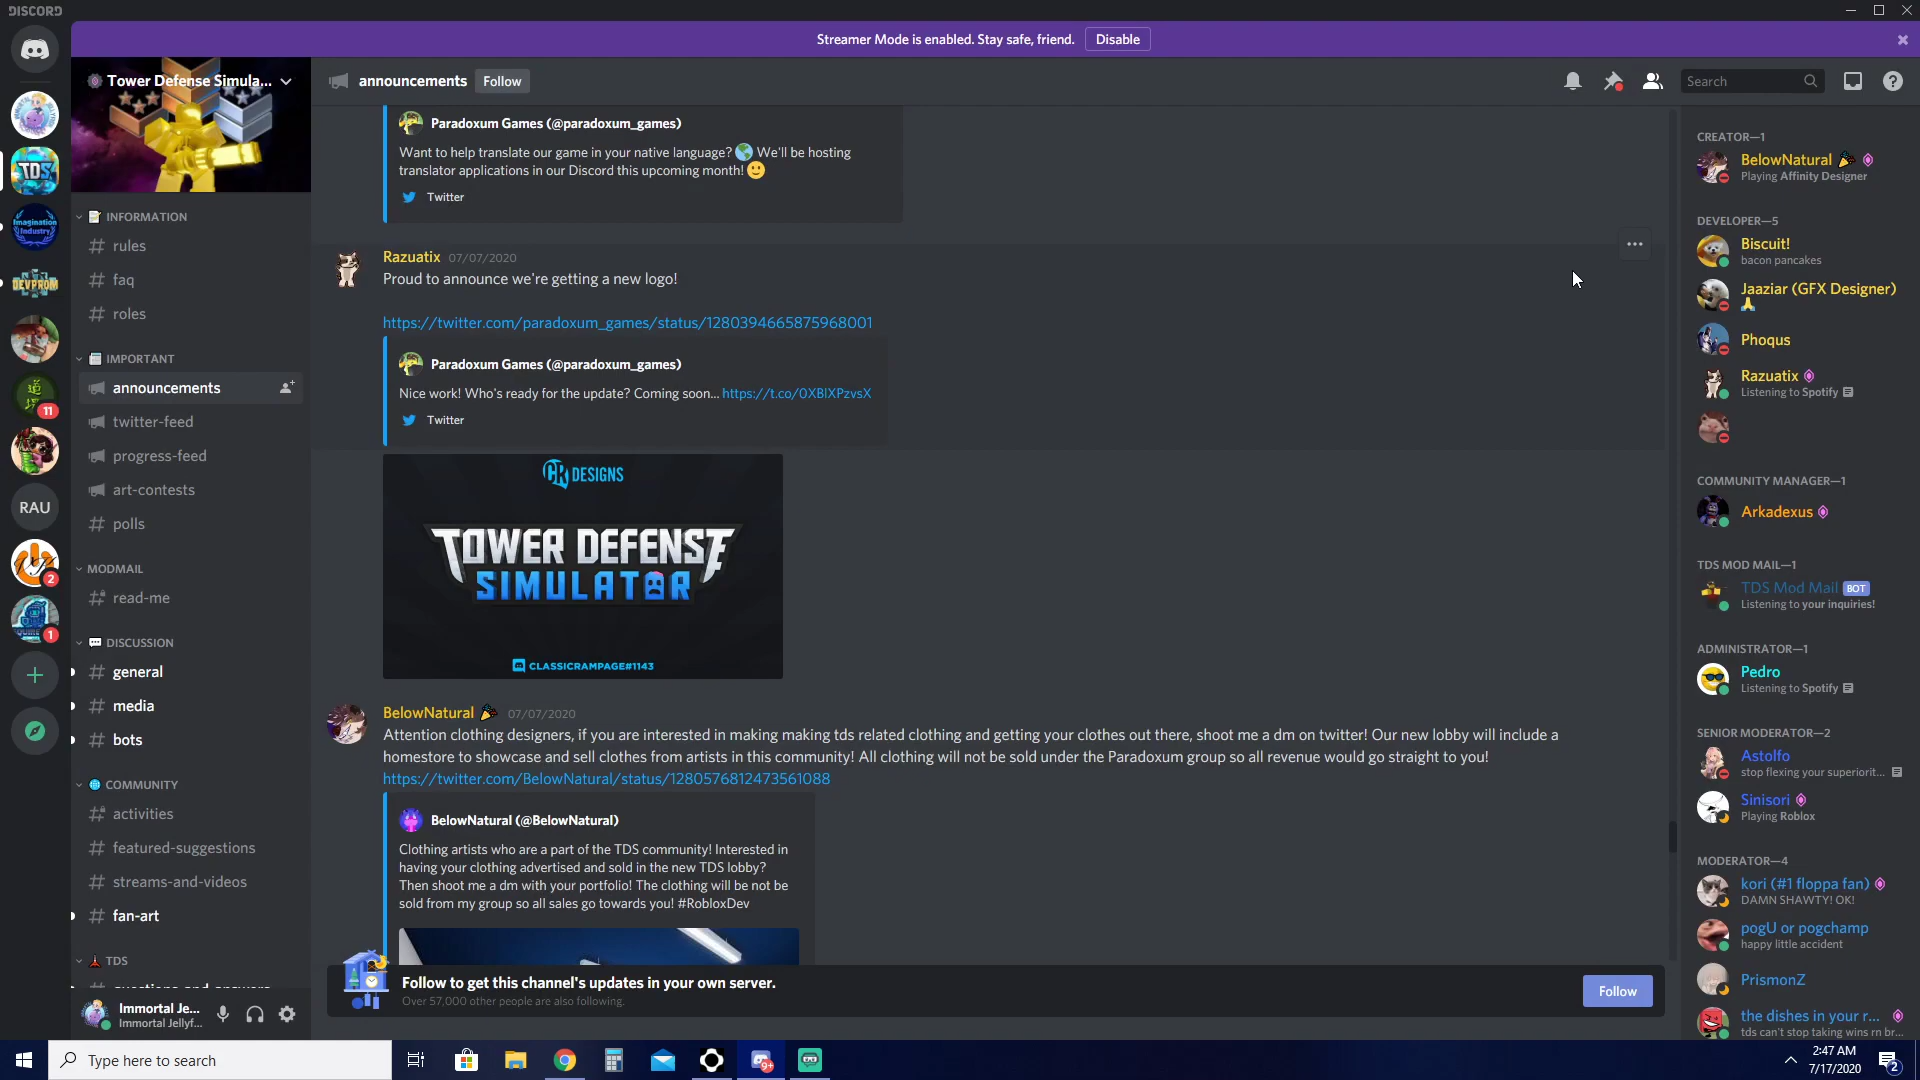 DISCORD
Streamer Mode is enabled. Stay safe, friend.
Disable
Tower Defense Simula...
announcements
Follow
Search
INFORMATION
rules
faq
roles
IMPORTANT
announcements
twitter-feed
progress-feed
art-contests
polls
MODMAIL
read-me
DISCUSSION
general
media
bots
COMMUNITY
activities
featured-suggestions
streams-and-videos
fan-art
TDS
questions-and-answers
Immortal Je...
Immortal Jellyf...
TDS
Imagination
Industry
DEVPROM
11
RAU
2
1
Paradoxum Games (@paradoxum_games)
Want to help translate our game in your native language? 🌎 We'll be hosting
translator applications in our Discord this upcoming month! 🙂
Twitter
Razuatix 07/07/2020
Proud to announce we're getting a new logo!
https://twitter.com/paradoxum_games/status/1280394665875968001
Paradoxum Games (@paradoxum_games)
Nice work! Who's ready for the update? Coming soon... https://t.co/0XBIXPzvsX
Twitter
CR DESIGNS
TOWER DEFENSE
SIMULATOR
CLASSICRAMPAGE#1143
BelowNatural 🎉 07/07/2020
Attention clothing designers, if you are interested in making making tds related clothing and getting your clothes out there, shoot me a dm on twitter! Our new lobby will include a
homestore to showcase and sell clothes from artists in this community! All clothing will not be sold under the Paradoxum group so all revenue would go straight to you!
https://twitter.com/BelowNatural/status/1280576812473561088
BelowNatural (@BelowNatural)
Clothing artists who are a part of the TDS community! Interested in
having your clothing advertised and sold in the new TDS lobby?
Then shoot me a dm with your portfolio! The clothing will be not be
sold from my group so all sales go towards you! #RobloxDev
Follow to get this channel's updates in your own server.
Over 57,000 other people are also following.
Follow
CREATOR—1
BelowNatural 🎉
Playing Affinity Designer
DEVELOPER—5
Biscuit!
bacon pancakes
Jaaziar (GFX Designer)
🙏
Phoqus
Razuatix
Listening to Spotify
COMMUNITY MANAGER—1
Arkadexus
TDS MOD MAIL—1
TDS Mod Mail BOT
Listening to your inquiries!
ADMINISTRATOR—1
Pedro
Listening to Spotify
SENIOR MODERATOR—2
Astolfo
stop flexing your superiorit...
Sinisori
Playing Roblox
MODERATOR—4
kori (#1 floppa fan)
DAMN SHAWTY! OK!
pogU or pogchamp
happy little accident
PrismonZ
the dishes in your r...
tds can't stop taking wins rn br...
Type here to search
9+
2:47 AM
7/17/2020
2